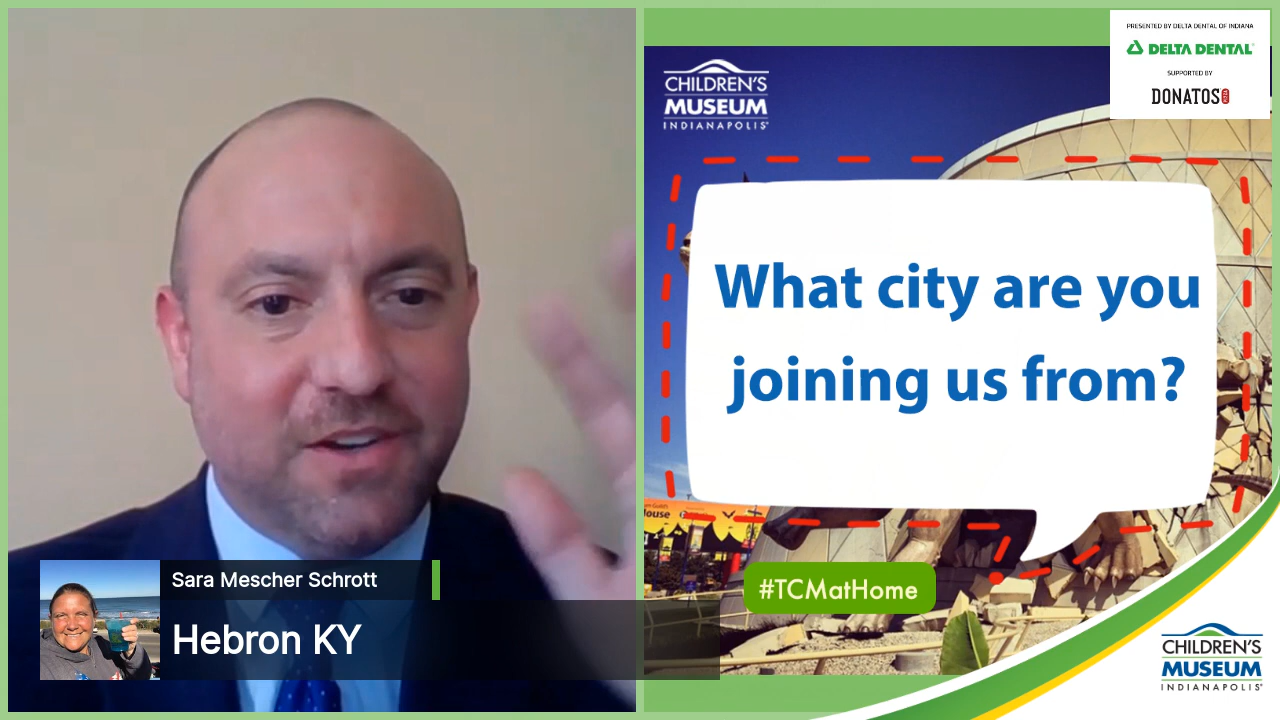 PRESENTED BY DELTA DENTAL OF INDIANA
DELTA DENTAL
SUPPORTED BY
DONATOS
CHILDREN'S
MUSEUM
INDIANAPOLIS
What city are you
joining us from?
Sara Mescher Schrott
Hebron KY
#TCMatHome
CHILDREN'S
MUSEUM
INDIANAPOLIS